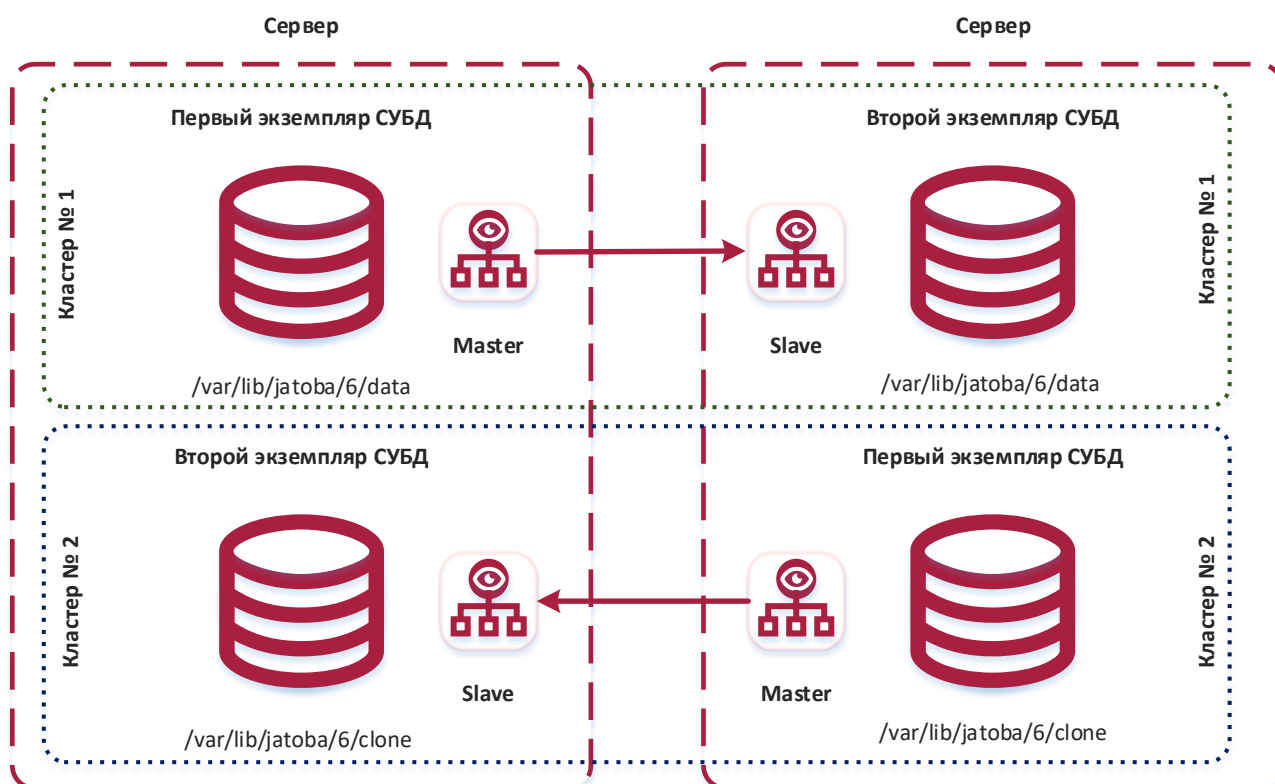 Сервер
Сервер
Первый экземпляр СУБД
Второй экземпляр СУБД
Кластер № 1
Кластер № 1
Master
Slave
/var/lib/jatoba/6/data
/var/lib/jatoba/6/data
Второй экземпляр СУБД
Первый экземпляр СУБД
Кластер № 2
Кластер № 2
Slave
Master
/var/lib/jatoba/6/clone
/var/lib/jatoba/6/clone